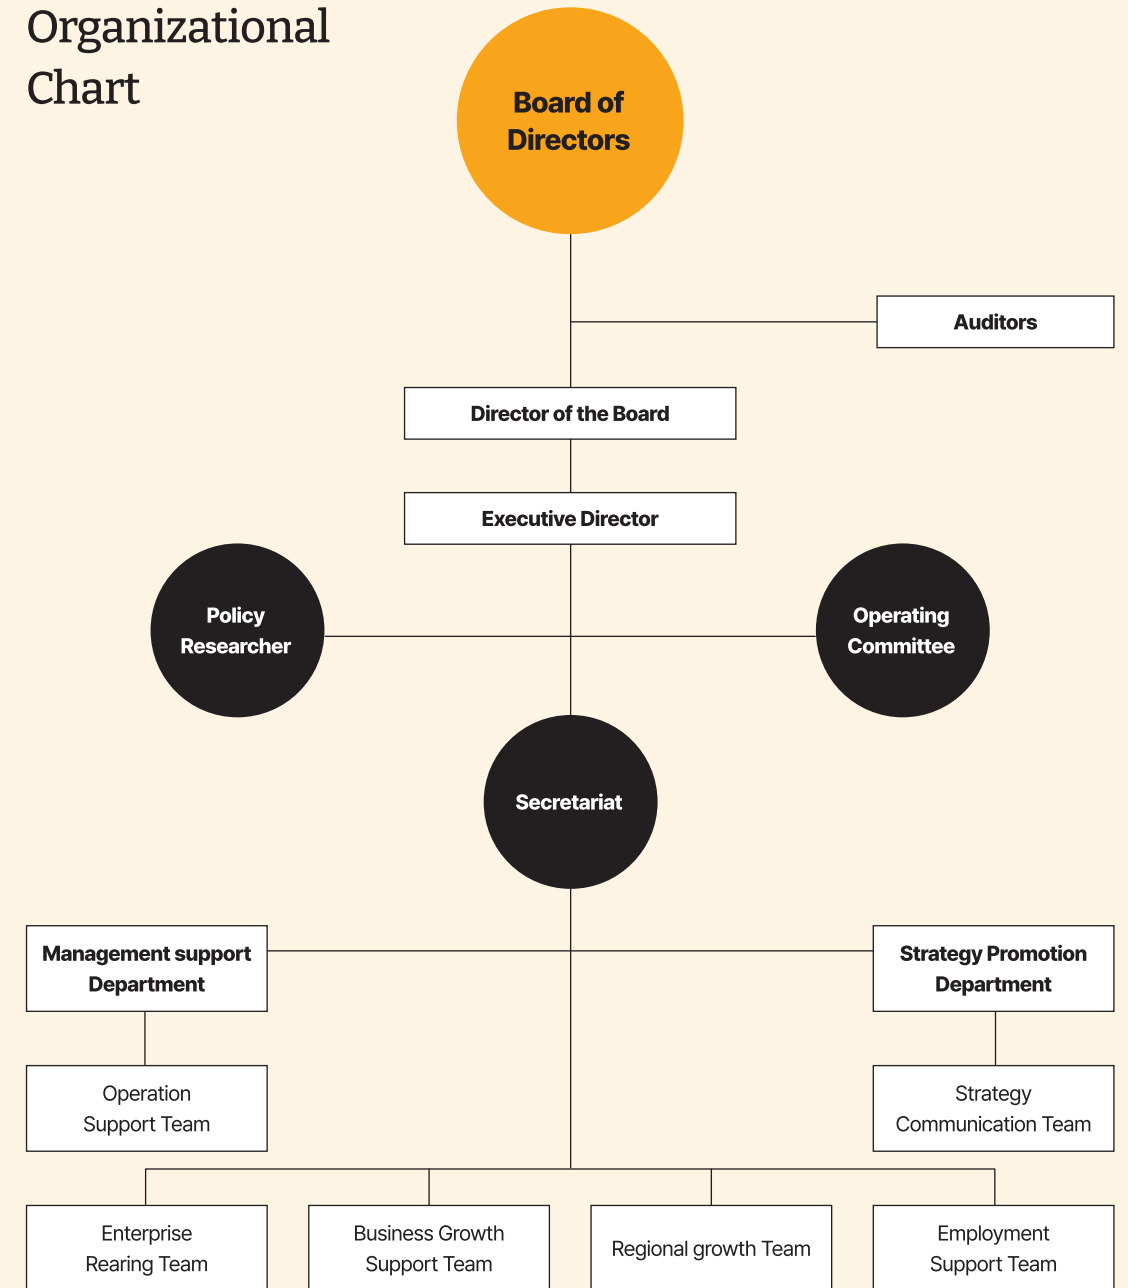 Organizational
Chart
Board of
Directors
Auditors
Director of the Board
Executive Director
Policy
Researcher
Operating
Committee
Secretariat
Management support
Department
Strategy Promotion
Department
Operation
Support Team
Strategy
Communication Team
Enterprise
Rearing Team
Business Growth
Support Team
Regional growth Team
Employment
Support Team